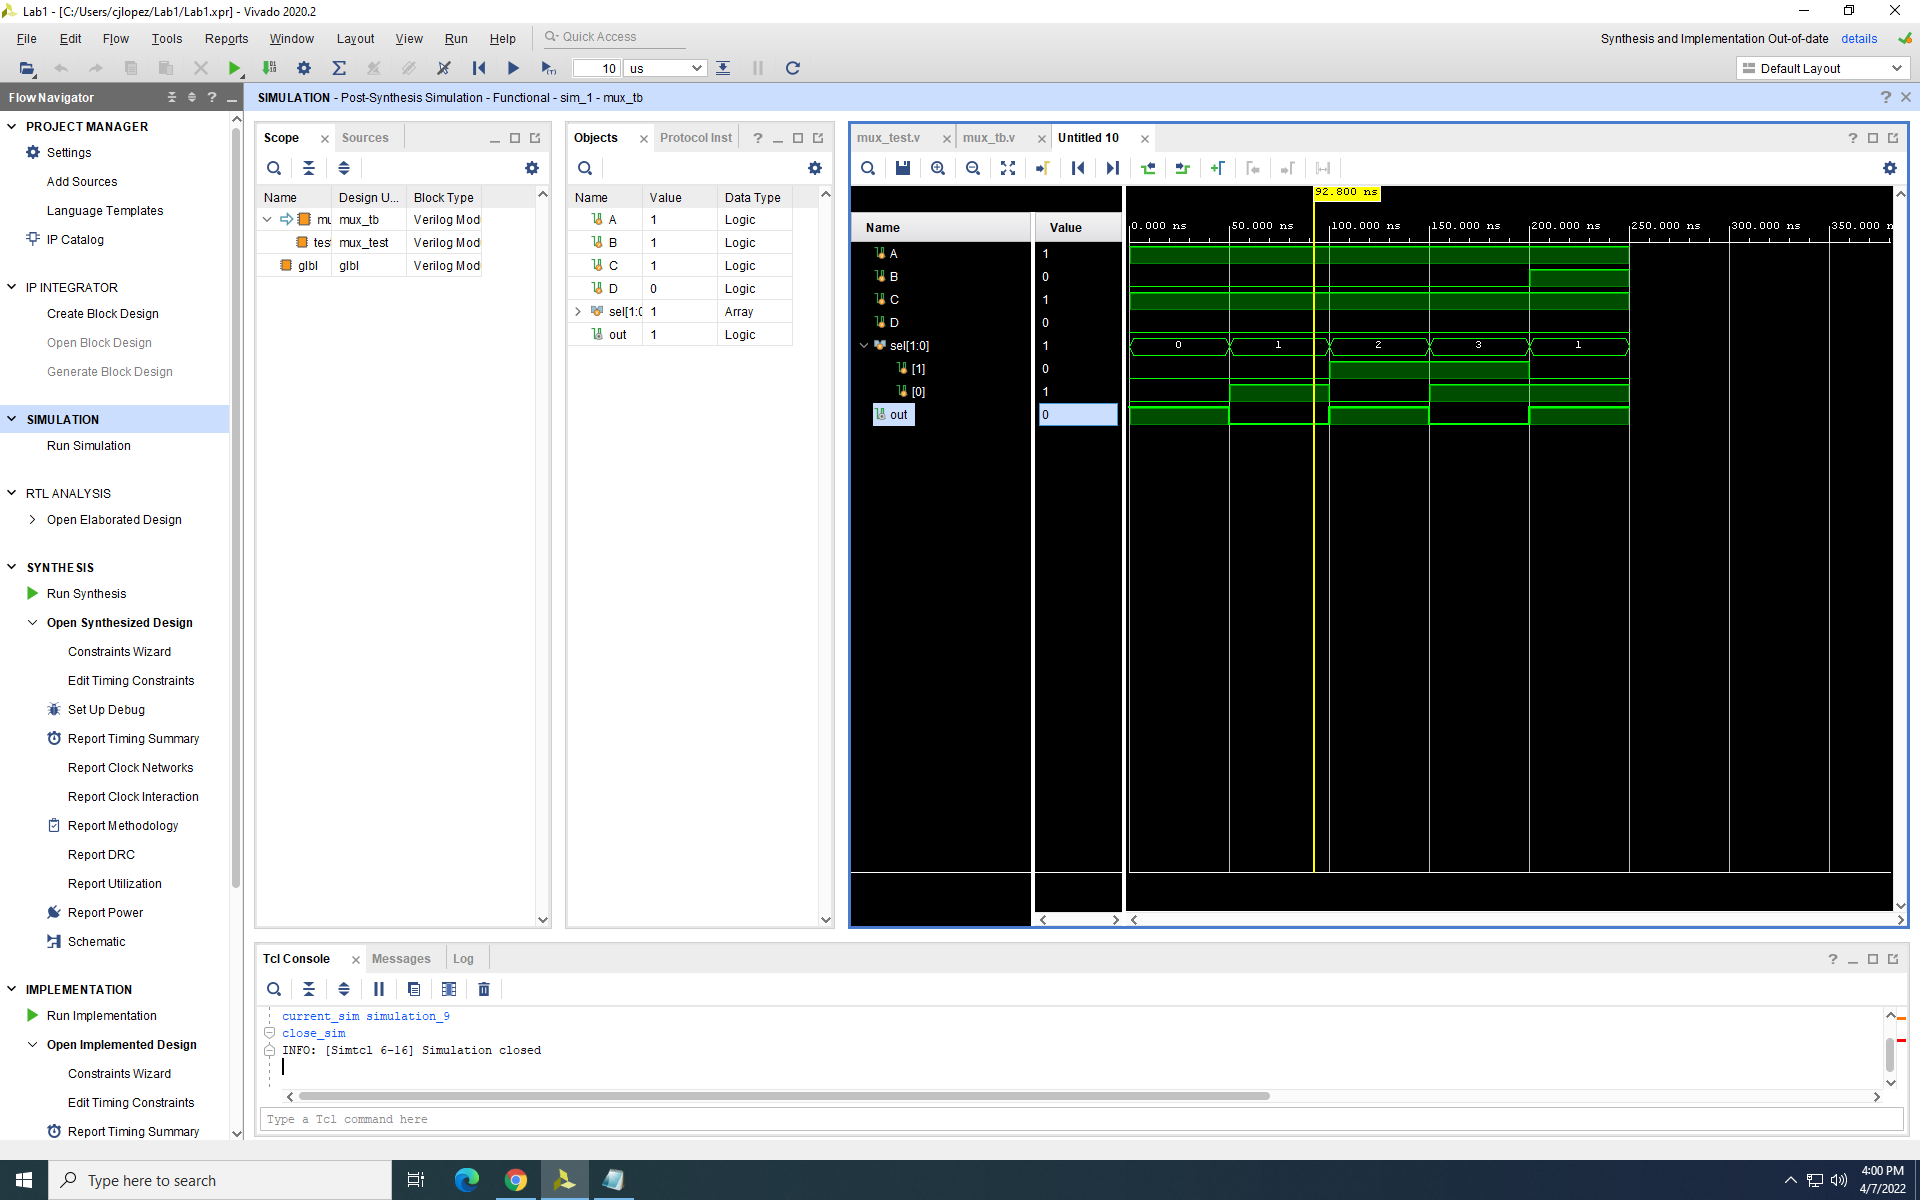 Lab1 - [C:/Users/cjlopez/Lab1/Lab1.xpr] - Vivado 2020.2
File Edit Flow Tools Reports Window Layout View Run Help Quick Access
Synthesis and Implementation Out-of-date details
10 us
Default Layout
Flow Navigator
SIMULATION - Post-Synthesis Simulation - Functional - sim_1 - mux_tb
PROJECT MANAGER
Settings
Add Sources
Language Templates
IP Catalog
IP INTEGRATOR
Create Block Design
Open Block Design
Generate Block Design
SIMULATION
Run Simulation
RTL ANALYSIS
Open Elaborated Design
SYNTHESIS
Run Synthesis
Open Synthesized Design
Constraints Wizard
Edit Timing Constraints
Set Up Debug
Report Timing Summary
Report Clock Networks
Report Clock Interaction
Report Methodology
Report DRC
Report Utilization
Report Power
Schematic
IMPLEMENTATION
Run Implementation
Open Implemented Design
Constraints Wizard
Edit Timing Constraints
Report Timing Summary
Scope Sources
Name Design U... Block Type
mu mux_tb Verilog Mod
test mux_test Verilog Mod
glbl glbl Verilog Mod
Objects Protocol Inst
Name Value Data Type
A 1 Logic
B 1 Logic
C 1 Logic
D 0 Logic
sel[1:0 1 Array
out 1 Logic
mux_test.v mux_tb.v Untitled 10
92.800 ns
Name Value
0.000 ns 50.000 ns 100.000 ns 150.000 ns 200.000 ns 250.000 ns 300.000 ns 350.000 n
A 1
B 0
C 1
D 0
sel[1:0] 1 0 1 2 3 1
[1] 0
[0] 1
out 0
Tcl Console Messages Log
current_sim simulation_9
close_sim
INFO: [Simtcl 6-16] Simulation closed
Type a Tcl command here
Type here to search
4:00 PM
4/7/2022